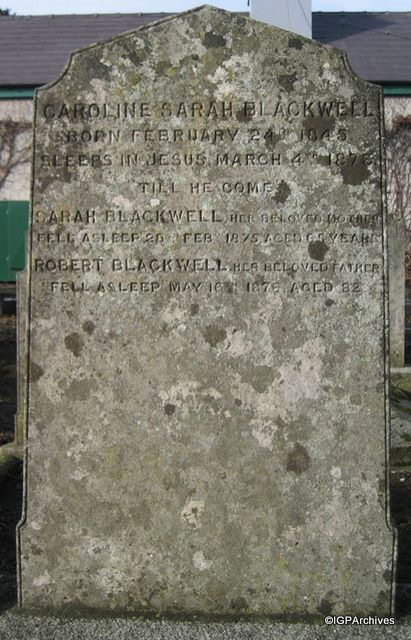 CAROLINE SARAH BLACKWELL
BORN FEBRUARY 24TH 1845.
SLEEPS IN JESUS, MARCH 4TH 1875
TILL HE COME
SARAH BLACKWELL, HER BELOVED MOTHER
FELL ASLEEP FEB 1875 AGED YEARS
ROBERT BLACKWELL, HER BELOVED FATHER
FELL ASLEEP MAY 16TH 1876, AGED 82
©IGPArchives